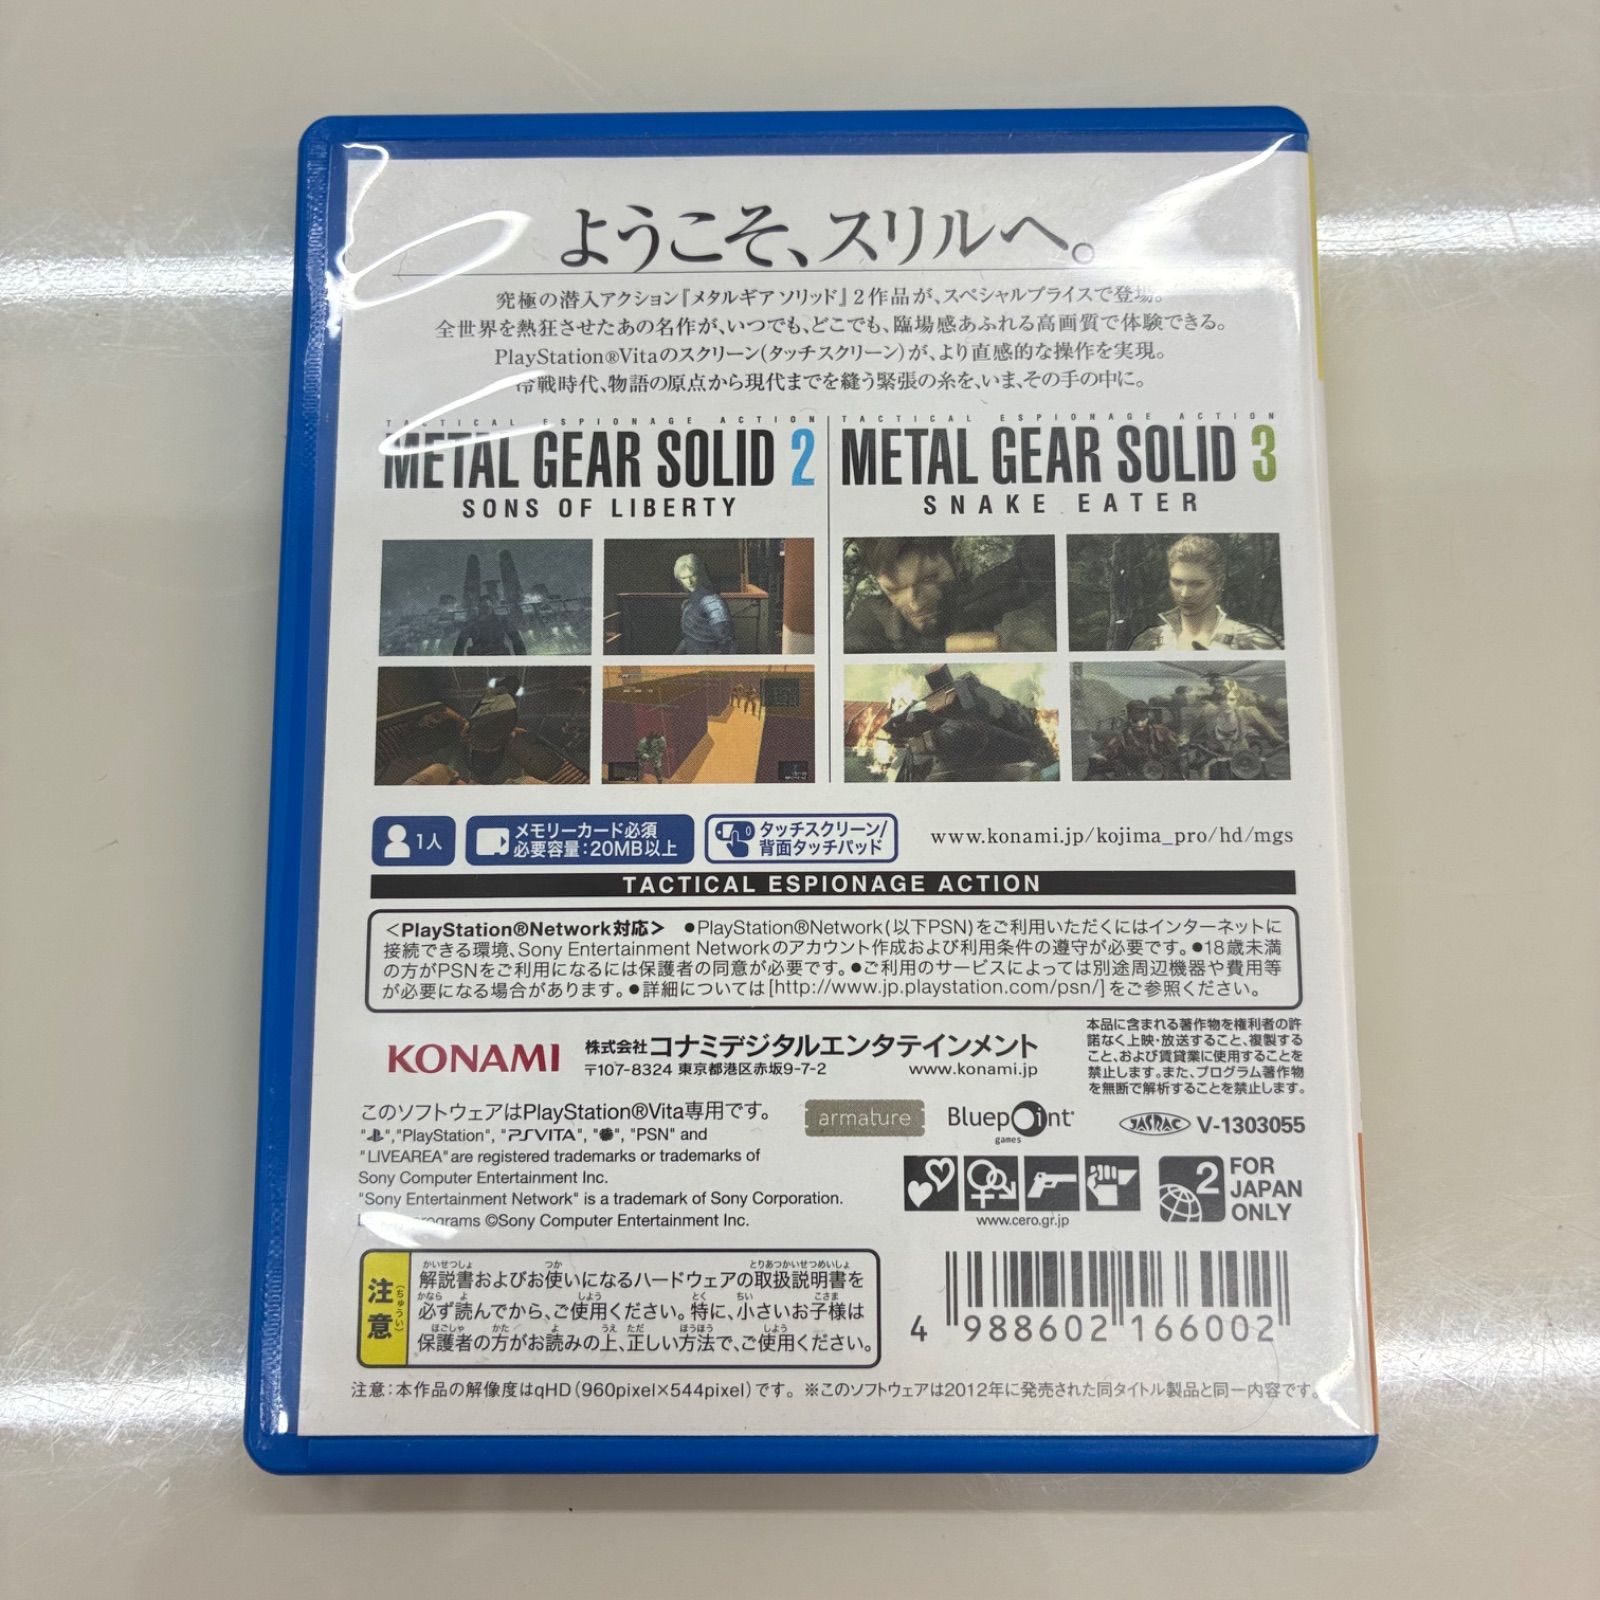 ようこそ、スリルへ。
究極の潜入アクション『メタルギア ソリッド』2作品が、スペシャルプライスで登場。
全世界を熱狂させたあの名作が、いつでも、どこでも、臨場感あふれる高画質で体験できる。
PlayStation®Vitaのスクリーン(タッチスクリーン)が、より直感的な操作を実現。
冷戦時代、物語の原点から現代までを縫う緊張の糸を、いま、その手の中に。
TACTICAL ESPIONAGE ACTION
METAL GEAR SOLID 2
SONS OF LIBERTY
TACTICAL ESPIONAGE ACTION
METAL GEAR SOLID 3
SNAKE EATER
1人
メモリーカード必須
必要容量:20MB以上
タッチスクリーン/
背面タッチパッド
www.konami.jp/kojima_pro/hd/mgs
TACTICAL ESPIONAGE ACTION
<PlayStation®Network対応> ●PlayStation®Network(以下PSN)をご利用いただくにはインターネットに
接続できる環境、Sony Entertainment Networkのアカウント作成および利用条件の遵守が必要です。●18歳未満
の方がPSNをご利用になるには保護者の同意が必要です。●ご利用のサービスによっては別途周辺機器や費用等
が必要になる場合があります。●詳細については[http://www.jp.playstation.com/psn/]をご参照ください。
KONAMI
株式会社コナミデジタルエンタテインメント
〒107-8324 東京都港区赤坂9-7-2 www.konami.jp
本品に含まれる著作物を権利者の許
諾なく上映・放送すること、複製する
こと、および賃貸業に使用することを
禁止します。また、プログラム著作物
を無断で解析することを禁止します。
このソフトウェアはPlayStation®Vita専用です。
"","PlayStation", "PSVITA", "", "PSN" and
"LIVEAREA" are registered trademarks or trademarks of
Sony Computer Entertainment Inc.
"Sony Entertainment Network" is a trademark of Sony Corporation.
programs ©Sony Computer Entertainment Inc.
armature
Bluepoint
games
JASRAC V-1303055
www.cero.gr.jp
2
FOR
JAPAN
ONLY
注意
(ちゅうい)
解説書およびお使いになるハードウェアの取扱説明書を
必ず読んでから、ご使用ください。特に、小さいお子様は
保護者の方がお読みの上、正しい方法で、ご使用ください。
4 988602 166002
注意:本作品の解像度はqHD(960pixel×544pixel)です。 ※このソフトウェアは2012年に発売された同タイトル製品と同一内容です。